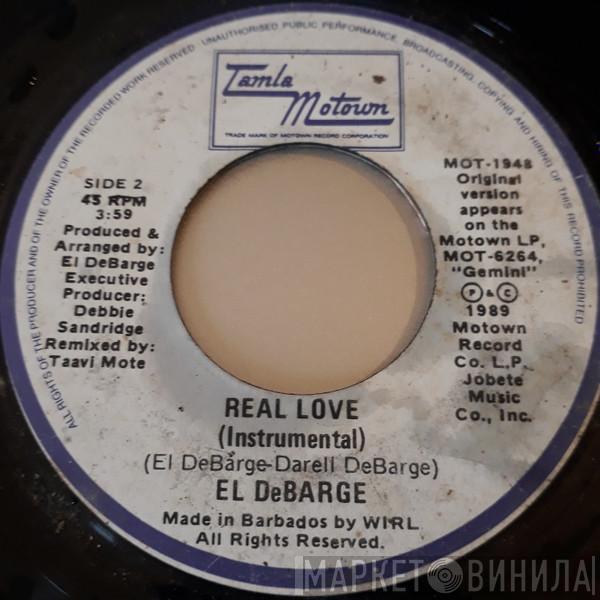 ALL RIGHTS OF THE PRODUCER AND OF THE OWNER OF THE RECORDED WORK RESERVED. UNAUTHORISED PUBLIC PERFORMANCE, BROADCASTING, COPYING AND HIRING OF THIS RECORD PROHIBITED
Tamla
Motown
TRADE MARK OF MOTOWN RECORD CORPORATION
SIDE 2
45 RPM
3:59
Produced &
Arranged by:
El DeBarge
Executive
Producer:
Debbie
Sandridge
Remixed by:
Taavi Mote
MOT-1948
Original
version
appears
on the
Motown LP,
MOT-6264,
"Gemini"
Ⓟ & Ⓒ
1989
Motown
Record
Co. L.P.
Jobete
Music
Co., Inc.
REAL LOVE
(Instrumental)
(El DeBarge-Darell DeBarge)
EL DeBARGE
Made in Barbados by WIRL
All Rights Reserved.
МАРКЕТ ВИНИЛА